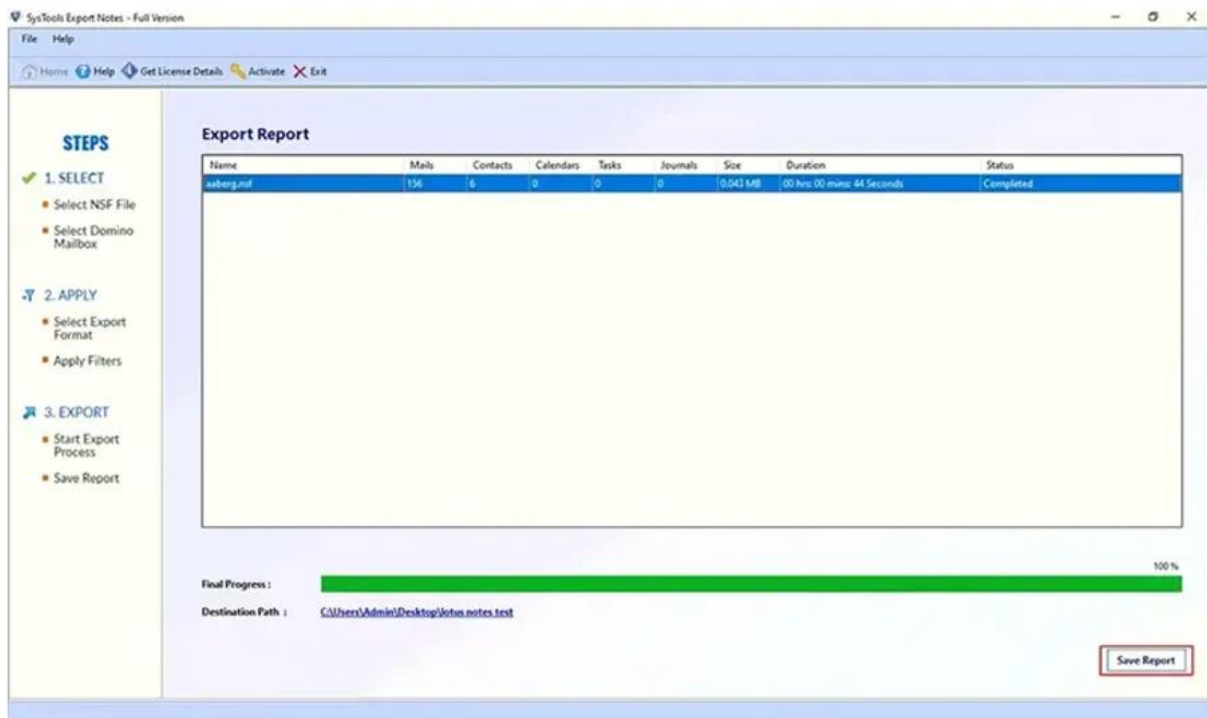 SysTools Export Notes - Full Version
File Help
Home Help Get License Details Activate Exit
STEPS
1. SELECT
Select NSF File
Select Domino
Mailbox
2. APPLY
Select Export
Format
Apply Filters
3. EXPORT
Start Export
Process
Save Report
Export Report
Name Mails Contacts Calendars Tasks Journals Size Duration Status
aaberg.nsf 156 6 0 0 0 0.043 MB 00 hrs: 00 mins: 44 Seconds Completed
100 %
Final Progress :
Destination Path : C:\Users\Admin\Desktop\lotus notes test
Save Report